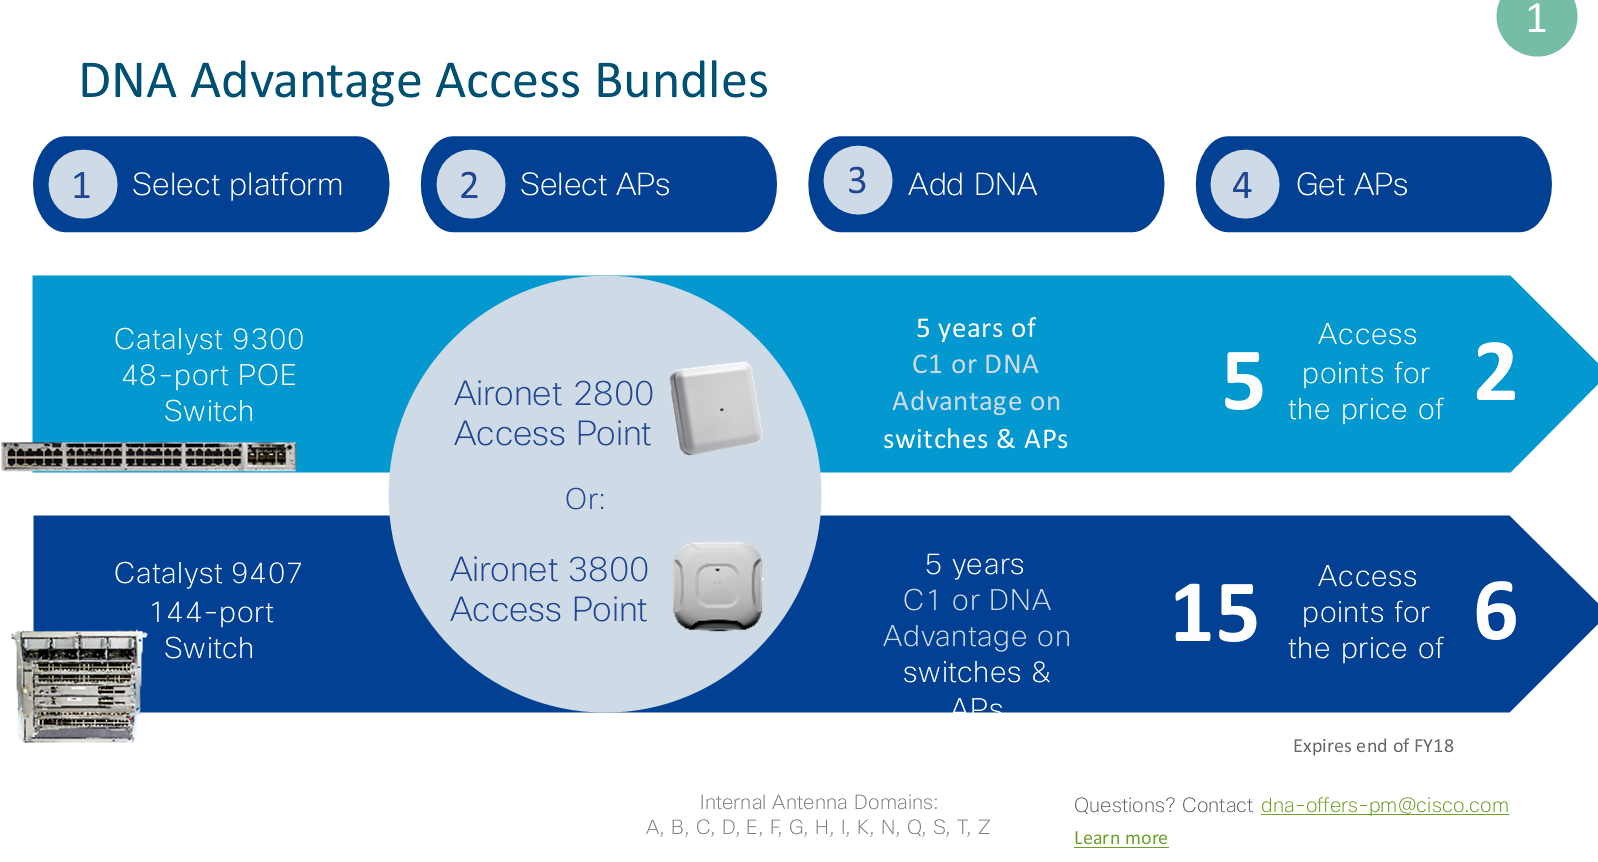 1
DNA Advantage Access Bundles
1 Select platform
2 Select APs
3 Add DNA
4 Get APs
Catalyst 9300
48-port POE
Switch
Aironet 2800
Access Point
Or:
Aironet 3800
Access Point
5 years of
C1 or DNA
Advantage on
switches & APs
5
Access
points for
the price of
2
Catalyst 9407
144-port
Switch
5 years
C1 or DNA
Advantage on
switches &
APs
15
Access
points for
the price of
6
Expires end of FY18
Internal Antenna Domains:
A, B, C, D, E, F, G, H, I, K, N, Q, S, T, Z
Questions? Contact dna-offers-pm@cisco.com
Learn more